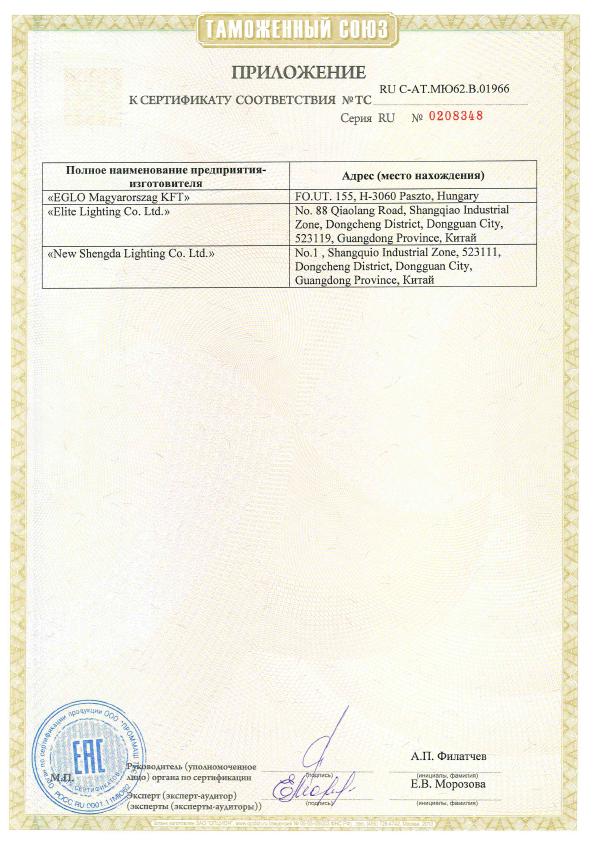 ТАМОЖЕННЫЙ СОЮЗ
ПРИЛОЖЕНИЕ
К СЕРТИФИКАТУ СООТВЕТСТВИЯ № ТС RU C-AT.МЮ62.В.01966
Серия RU № 0208348
Полное наименование предприятия-
изготовителя
Адрес (место нахождения)
«EGLO Magyarorszag KFT»
FO.UT. 155, H-3060 Paszto, Hungary
«Elite Lighting Co. Ltd.»
No. 88 Qiaolang Road, Shangqiao Industrial
Zone, Dongcheng District, Dongguan City,
523119, Guangdong Province, Китай
«New Shengda Lighting Co. Ltd.»
No.1 , Shangquio Industrial Zone, 523111,
Dongcheng District, Dongguan City,
Guangdong Province, Китай
EAC
М.П.
Руководитель (уполномоченное
лицо) органа по сертификации
(подпись)
А.П. Филатчев
(инициалы, фамилия)
Эксперт (эксперт-аудитор)
(эксперты (эксперты-аудиторы))
(подпись)
Е.В. Морозова
(инициалы, фамилия)